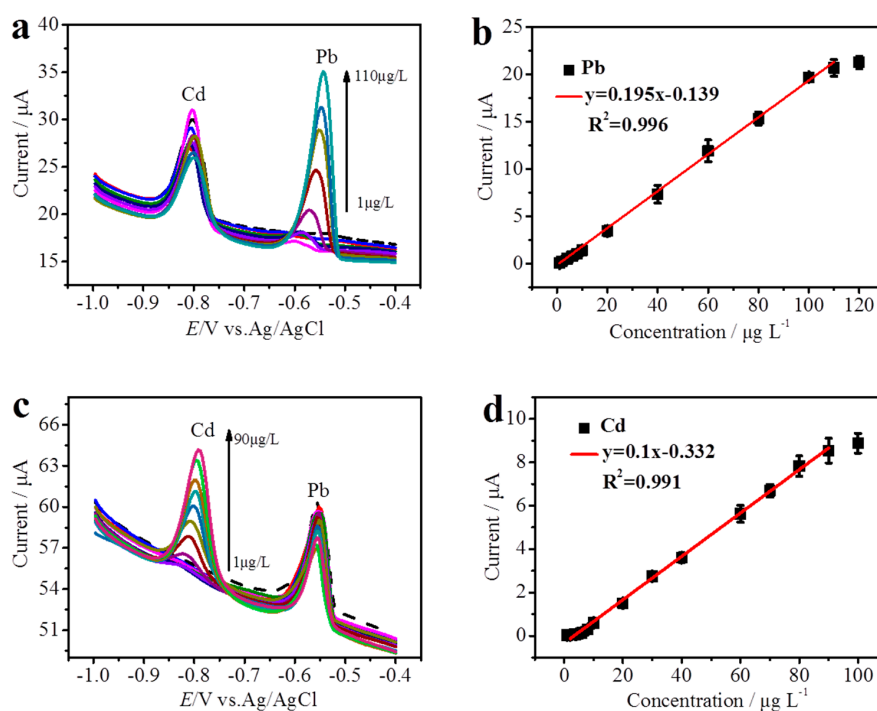 a
40
35
30
25
20
15
Current / μA
Cd
Pb
110μg/L
1μg/L
-1.0 -0.9 -0.8 -0.7 -0.6 -0.5 -0.4
E/V vs.Ag/AgCl
b
25
20
15
10
5
0
Current / μA
Pb
y=0.195x-0.139
R²=0.996
0 20 40 60 80 100 120
Concentration / μg L⁻¹
c
66
63
60
57
54
51
Current / μA
Cd
90μg/L
1μg/L
Pb
-1.0 -0.9 -0.8 -0.7 -0.6 -0.5 -0.4
E/V vs.Ag/AgCl
d
10
8
6
4
2
0
Current / μA
Cd
y=0.1x-0.332
R²=0.991
0 20 40 60 80 100
Concentration / μg L⁻¹